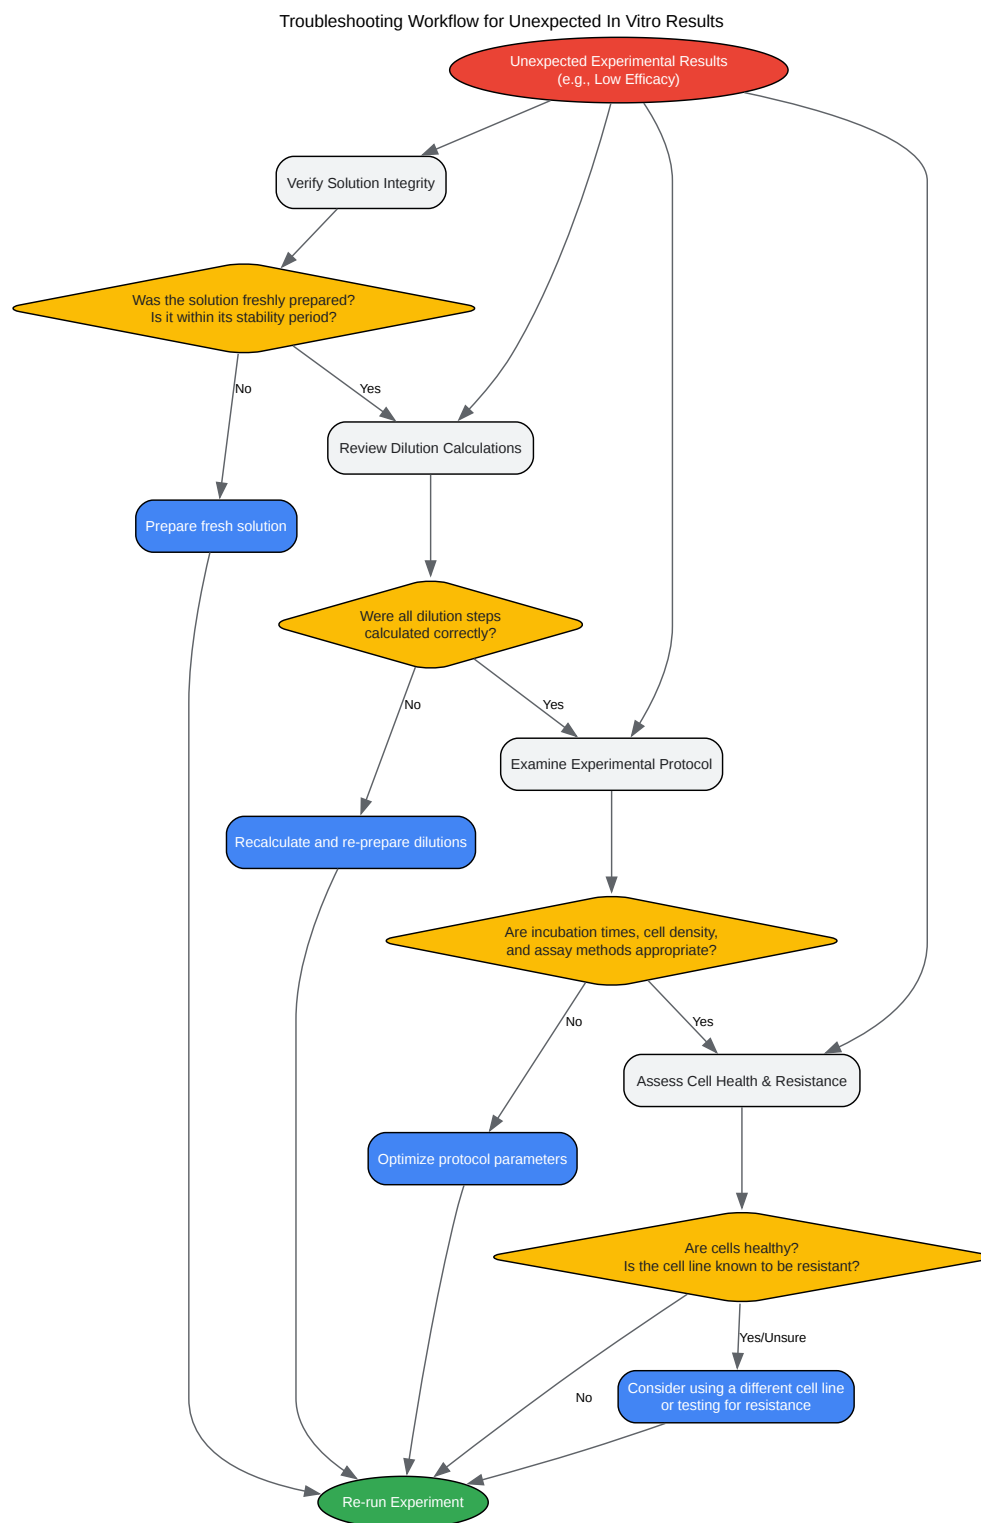 Troubleshooting Workflow for Unexpected In Vitro Results
Unexpected Experimental Results
(e.g., Low Efficacy)
Verify Solution Integrity
Was the solution freshly prepared?
Is it within its stability period?
No
Yes
Review Dilution Calculations
Prepare fresh solution
Were all dilution steps
calculated correctly?
No
Yes
Examine Experimental Protocol
Recalculate and re-prepare dilutions
Are incubation times, cell density,
and assay methods appropriate?
No
Yes
Assess Cell Health & Resistance
Optimize protocol parameters
Are cells healthy?
Is the cell line known to be resistant?
Yes/Unsure
No
Consider using a different cell line
or testing for resistance
Re-run Experiment